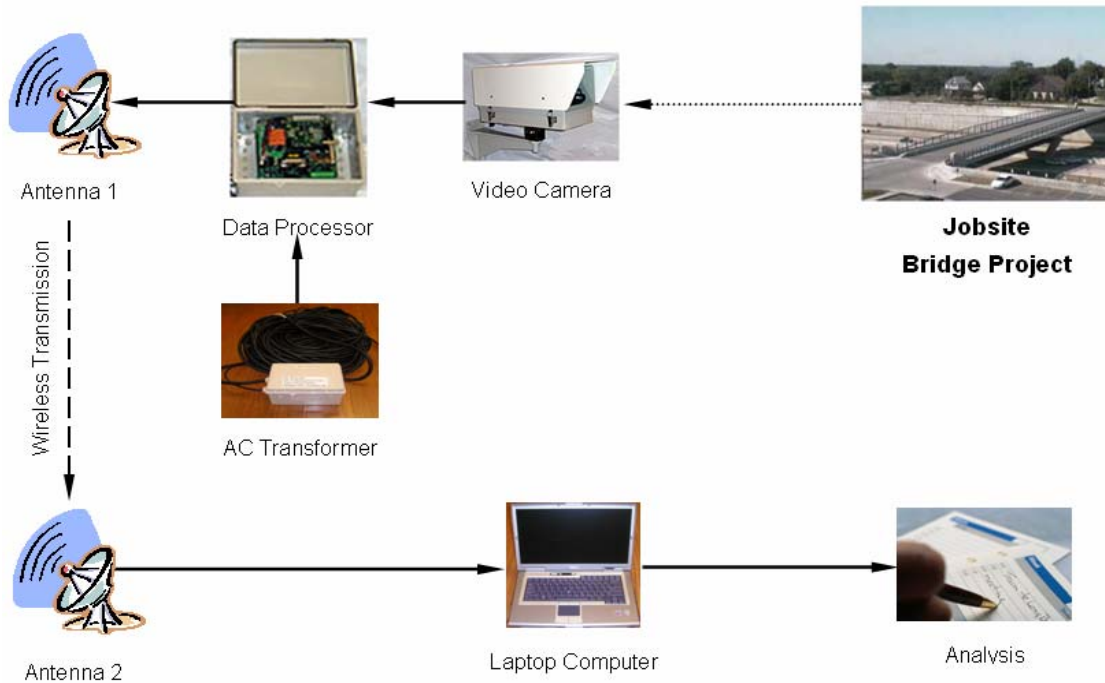 Antenna 1
Data Processor
Video Camera
Jobsite
Bridge Project
Wireless Transmission
AC Transformer
Antenna 2
Laptop Computer
Analysis